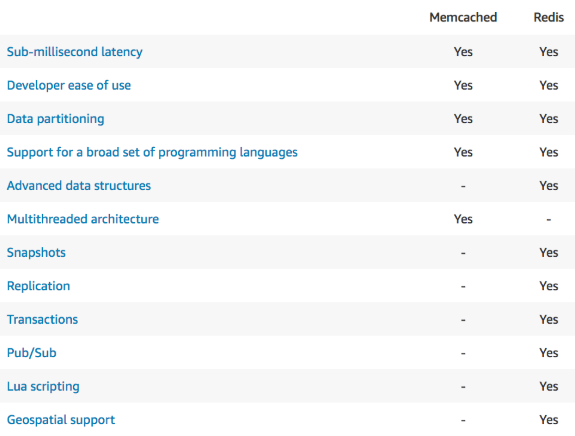 Memcached Redis
Sub-millisecond latency Yes Yes
Developer ease of use Yes Yes
Data partitioning Yes Yes
Support for a broad set of programming languages Yes Yes
Advanced data structures - Yes
Multithreaded architecture Yes -
Snapshots - Yes
Replication - Yes
Transactions - Yes
Pub/Sub - Yes
Lua scripting - Yes
Geospatial support - Yes